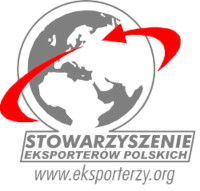 STOWARZYSZENIE
EKSPORTERÓW POLSKICH
www.eksporterzy.org